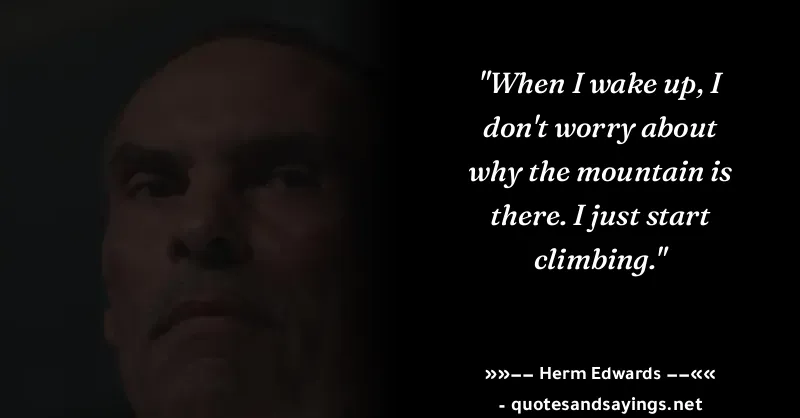 "When I wake up, I
don't worry about
why the mountain is
there. I just start
climbing."
»»−− Herm Edwards −−««
- quotesandsayings.net